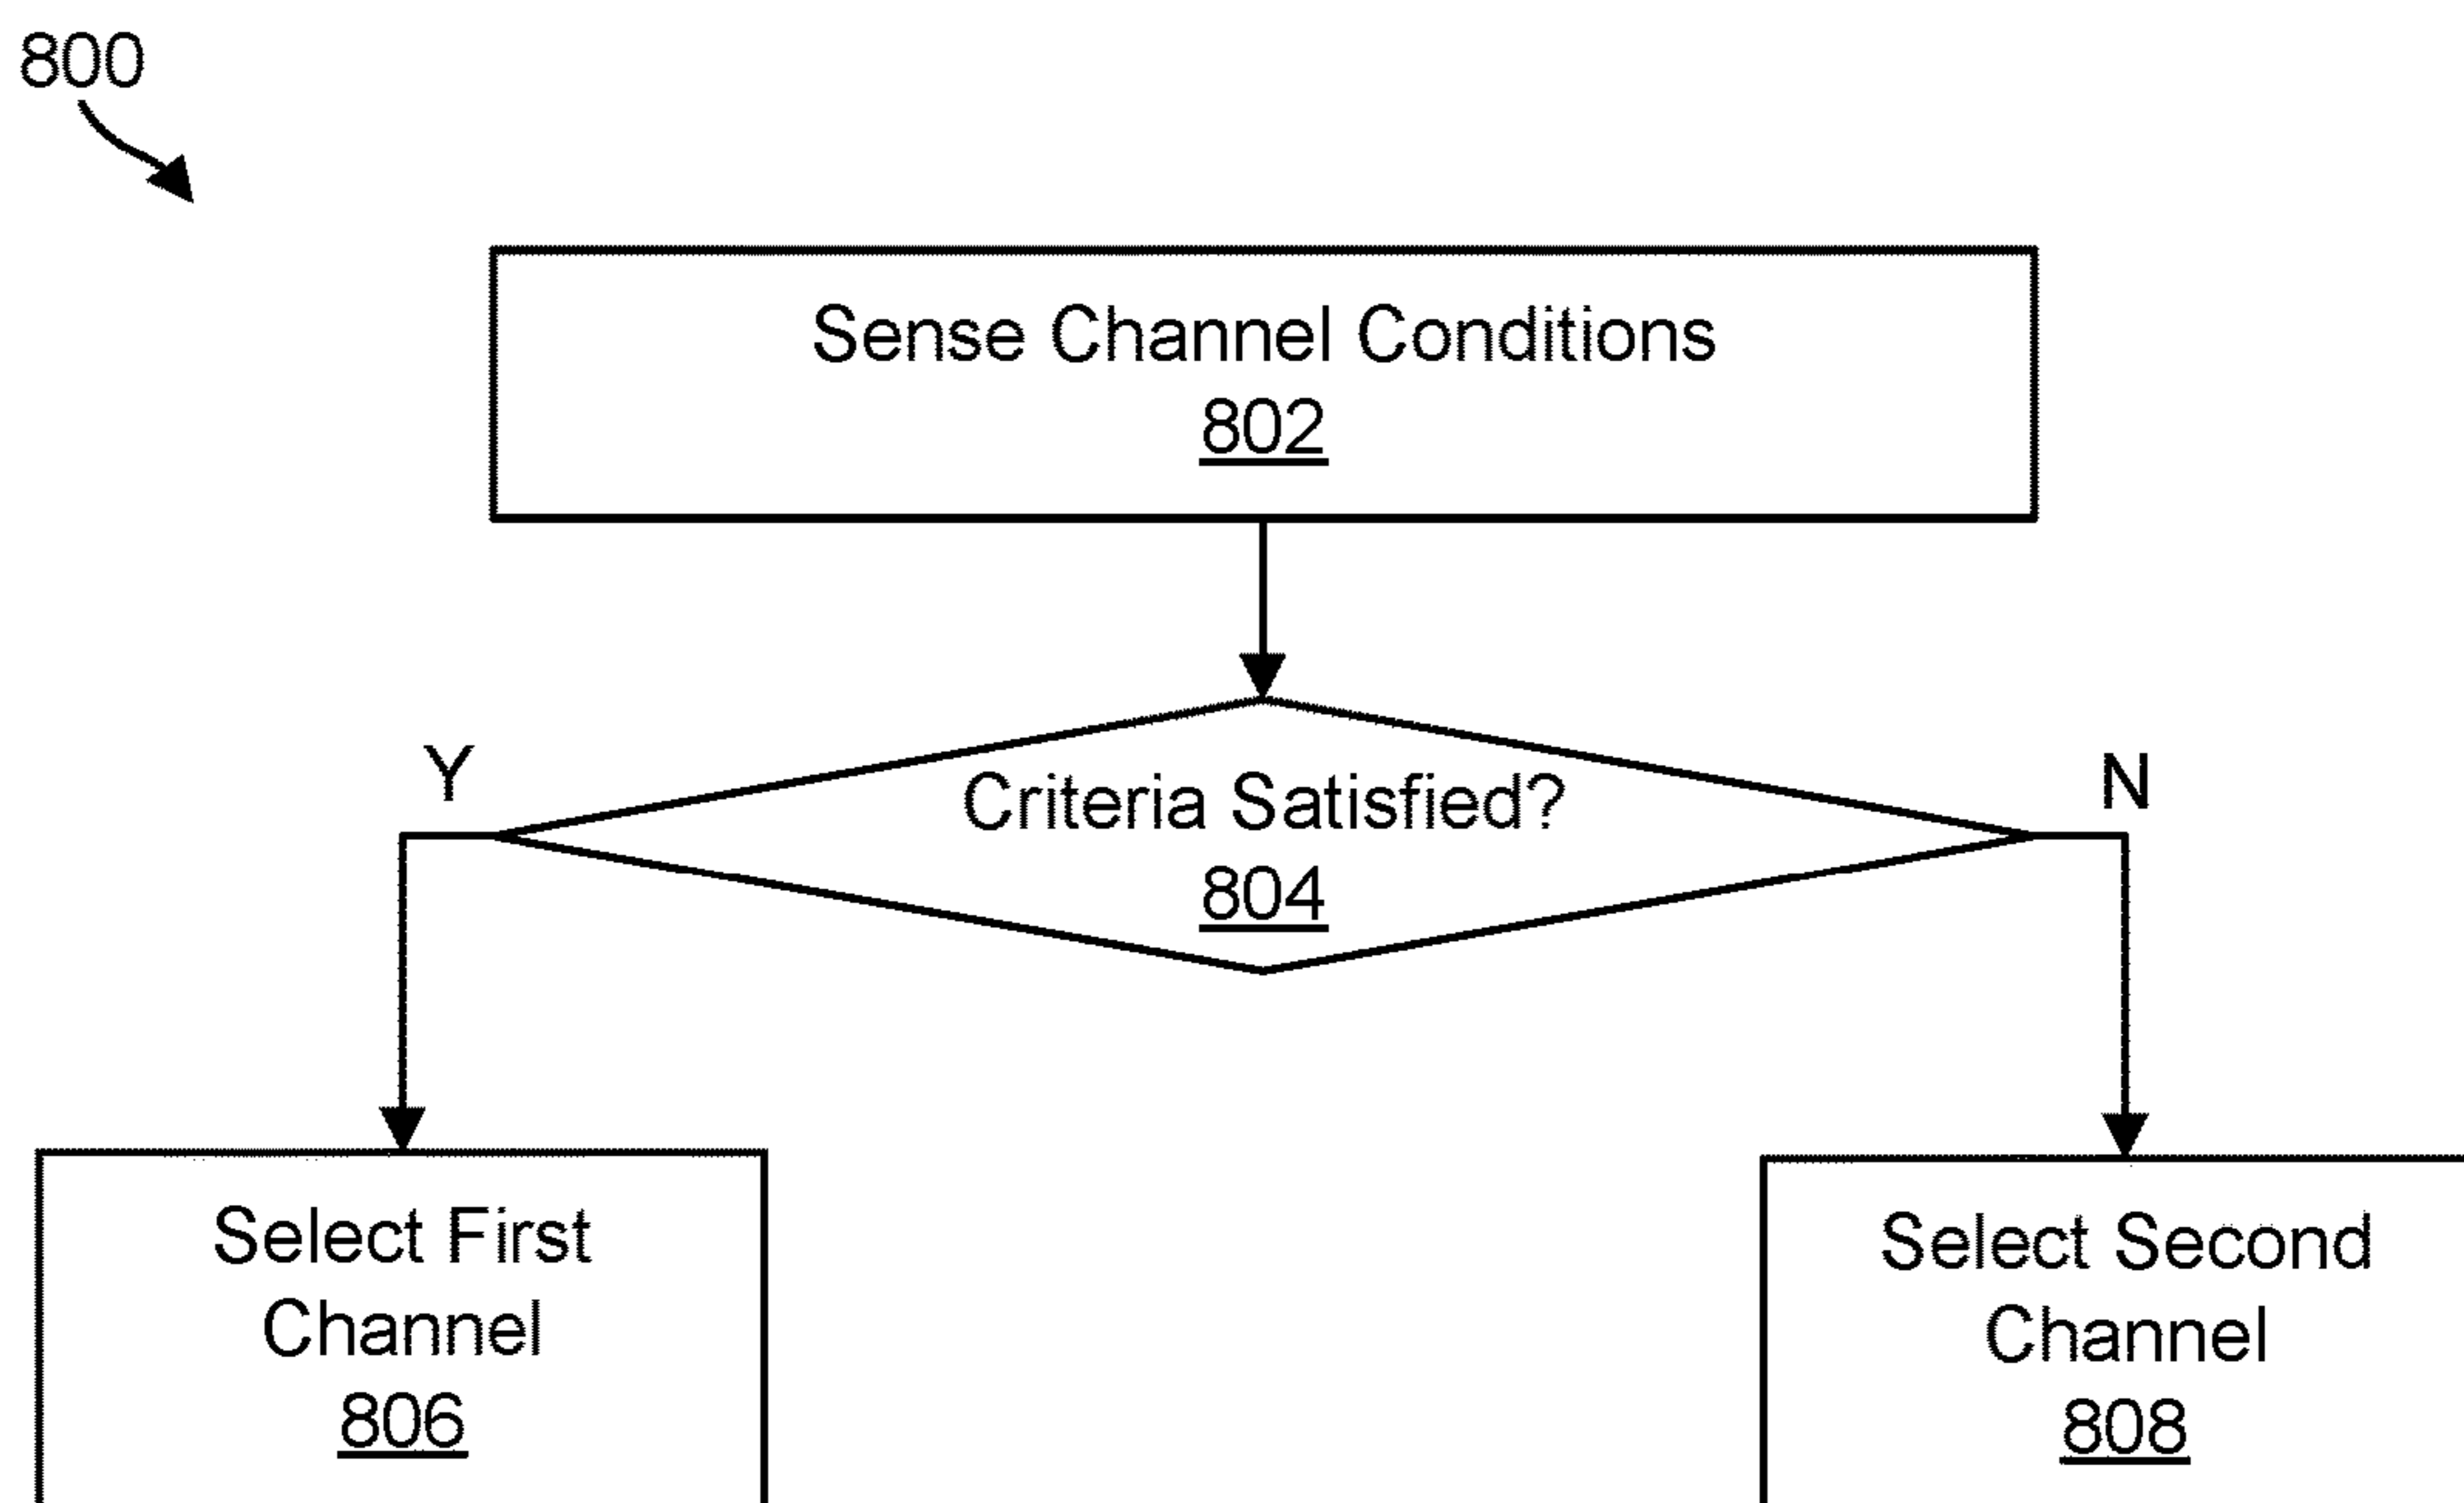 800
Sense Channel Conditions
802
Y
N
Criteria Satisfied?
804
Select First
Channel
806
Select Second
Channel
808